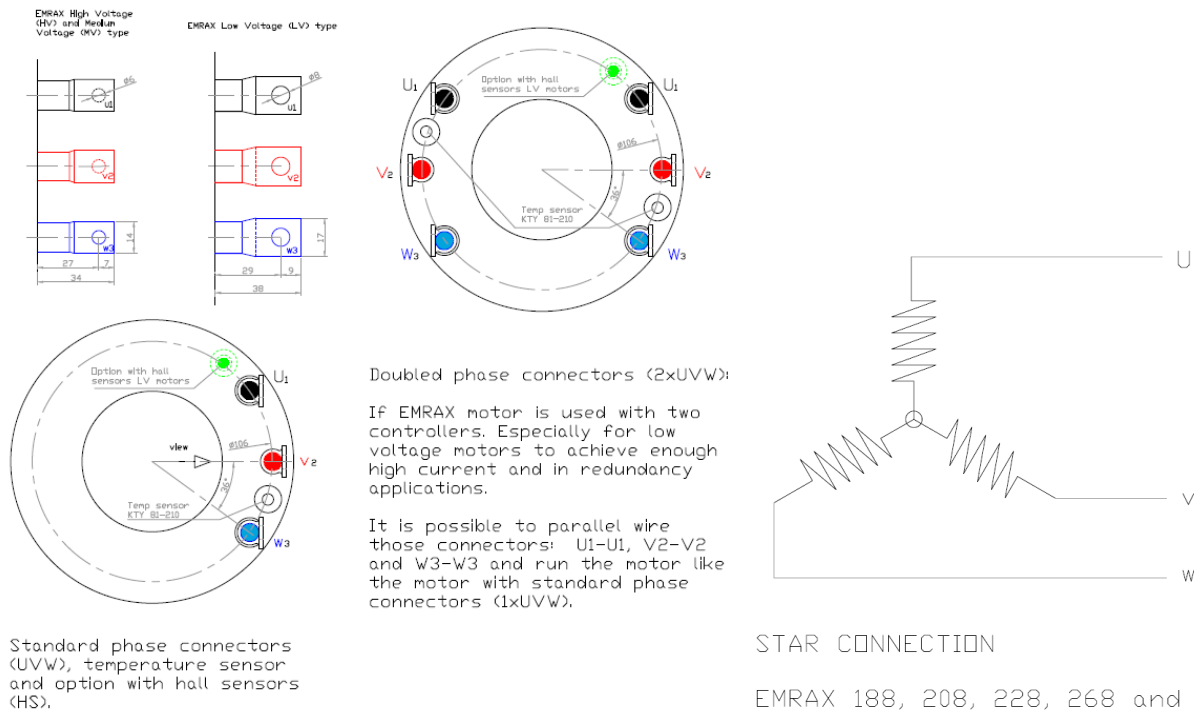 EMRAX High Voltage
(HV) and Medium
Voltage (MV) type
EMRAX Low Voltage (LV) type
ø6
u1
v2
w3
14
27
7
34
ø8
u1
v2
w3
17
29
9
38
Option with hall
sensors LV motors
U1
U1
V2
V2
ø106
36°
Temp sensor
KTY 81-210
W3
W3
Option with hall
sensors LV motors
U1
view
ø106
V2
36°
Temp sensor
KTY 81-210
W3
Standard phase connectors
(UVW), temperature sensor
and option with hall sensors
(HS).
Doubled phase connectors (2xUVW):
If EMRAX motor is used with two
controllers. Especially for low
voltage motors to achieve enough
high current and in redundancy
applications.
It is possible to parallel wire
those connectors: U1-U1, V2-V2
and W3-W3 and run the motor like
the motor with standard phase
connectors (1xUVW).
U
V
W
STAR CONNECTION
EMRAX 188, 208, 228, 268 and